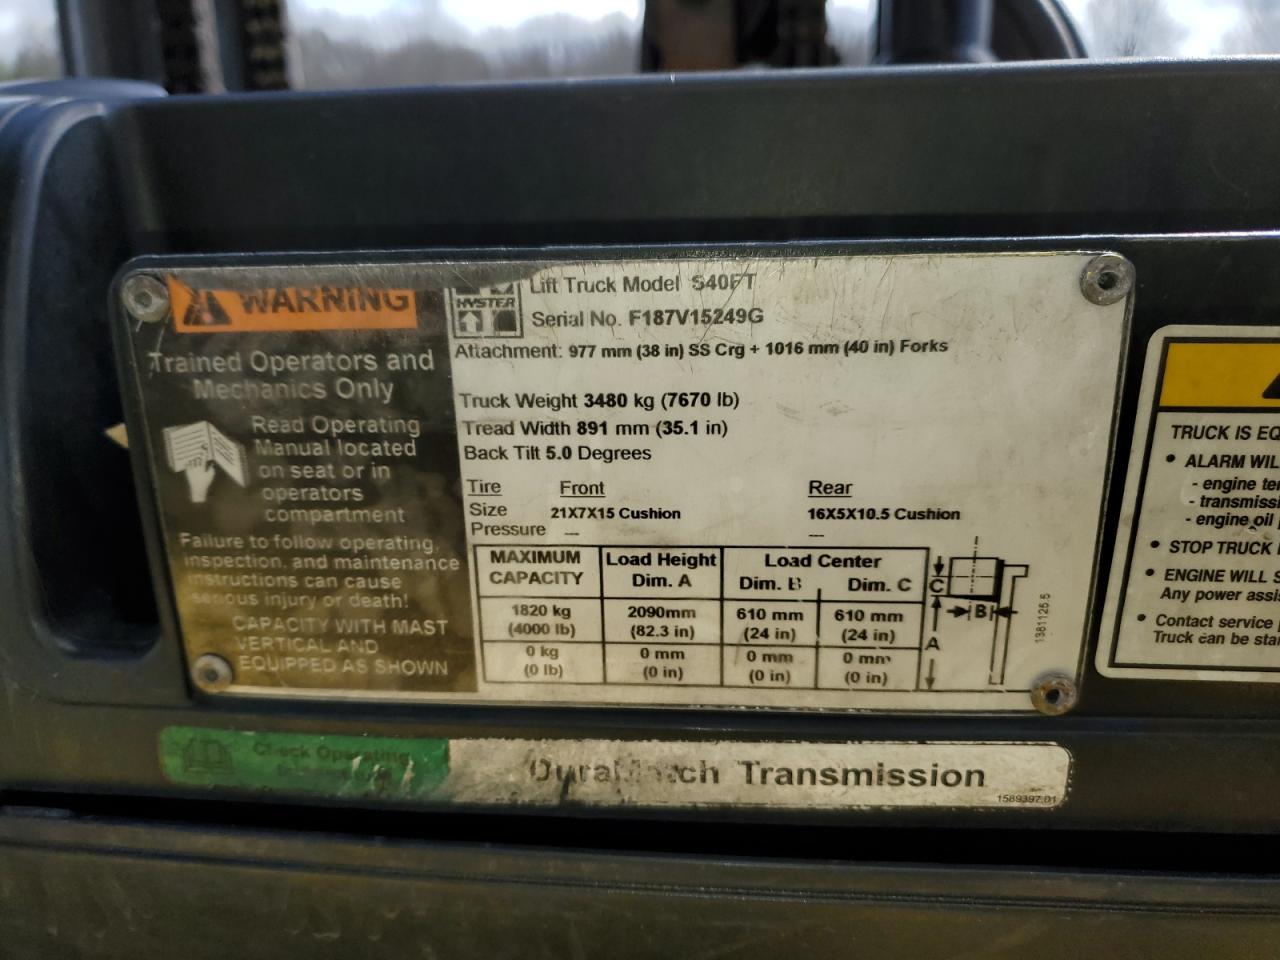 WARNING
Trained Operators and
Mechanics Only
Read Operating
Manual located
on seat or in
operators
compartment
Failure to follow operating,
inspection, and maintenance
instructions can cause
serious injury or death!
CAPACITY WITH MAST
VERTICAL AND
EQUIPPED AS SHOWN
HYSTER
Lift Truck Model S40FT
Serial No. F187V15249G
Attachment: 977 mm (38 in) SS Crg + 1016 mm (40 in) Forks
Truck Weight 3480 kg (7670 lb)
Tread Width 891 mm (35.1 in)
Back Tilt 5.0 Degrees
Tire Front Rear
Size 21X7X15 Cushion 16X5X10.5 Cushion
Pressure --- ---
MAXIMUM CAPACITY Load Height Dim. A Load Center Dim. B Dim. C
1820 kg 2090mm 610 mm 610 mm
(4000 lb) (82.3 in) (24 in) (24 in)
0 kg 0 mm 0 mm 0 mm
(0 lb) (0 in) (0 in) (0 in)
C
B
A
1381125.5
Check Operating
DuraMatch Transmission
1589397.01
TRUCK IS EQ
• ALARM WIL
- engine te
- transmiss
- engine oil
• STOP TRUCK
• ENGINE WILL S
Any power assis
• Contact service
Truck can be star